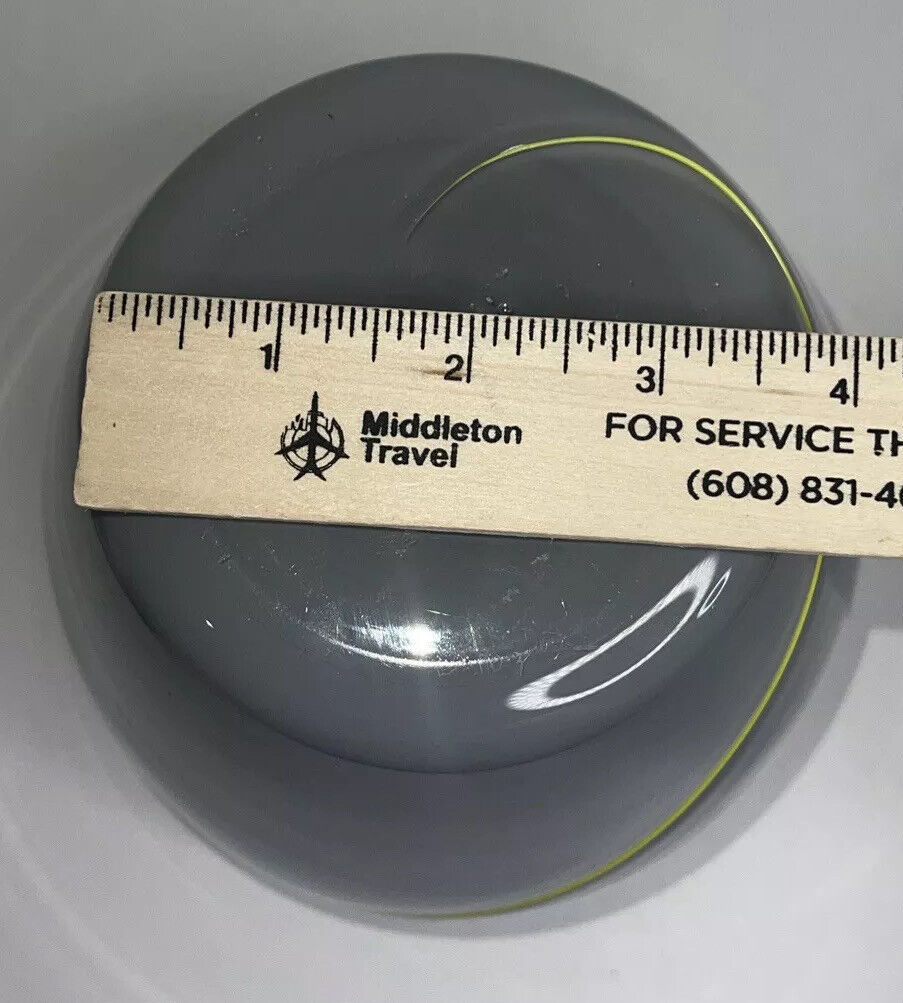 1 2 3 4
Middleton
Travel
FOR SERVICE TH
(608) 831-4